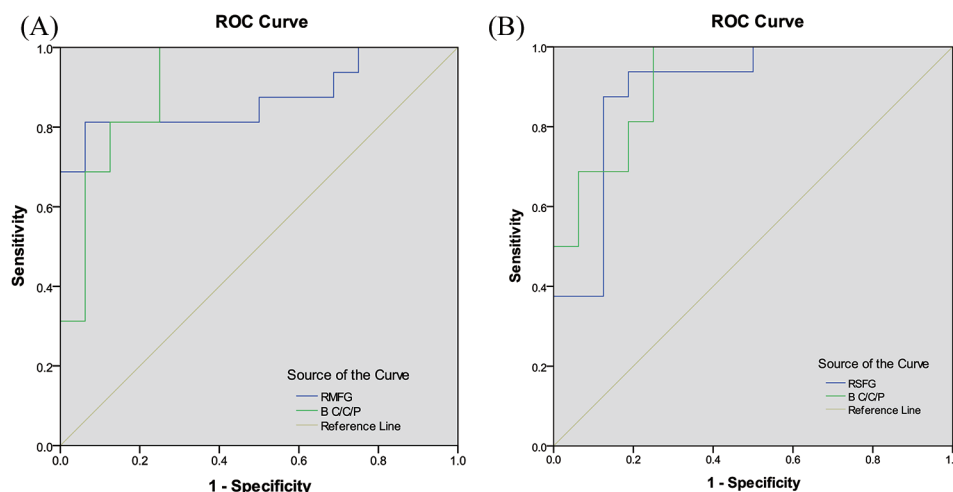 (A)
ROC Curve
1.0
0.8
0.6
0.4
0.2
0.0
Sensitivity
0.0 0.2 0.4 0.6 0.8 1.0
1 - Specificity
Source of the Curve
RMFG
B C/C/P
Reference Line
(B)
ROC Curve
1.0
0.8
0.6
0.4
0.2
0.0
Sensitivity
0.0 0.2 0.4 0.6 0.8 1.
1 - Specificity
Source of the Curve
RSFG
B C/C/P
Reference Line